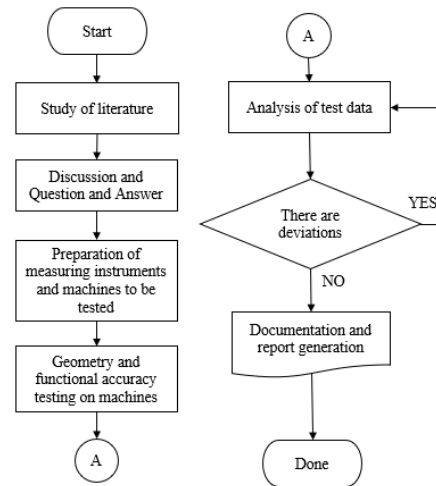 Start
Study of literature
Discussion and
Question and Answer
Preparation of
measuring instruments
and machines to be
tested
Geometry and
functional accuracy
testing on machines
A
A
Analysis of test data
There are
deviations
YES
NO
Documentation and
report generation
Done